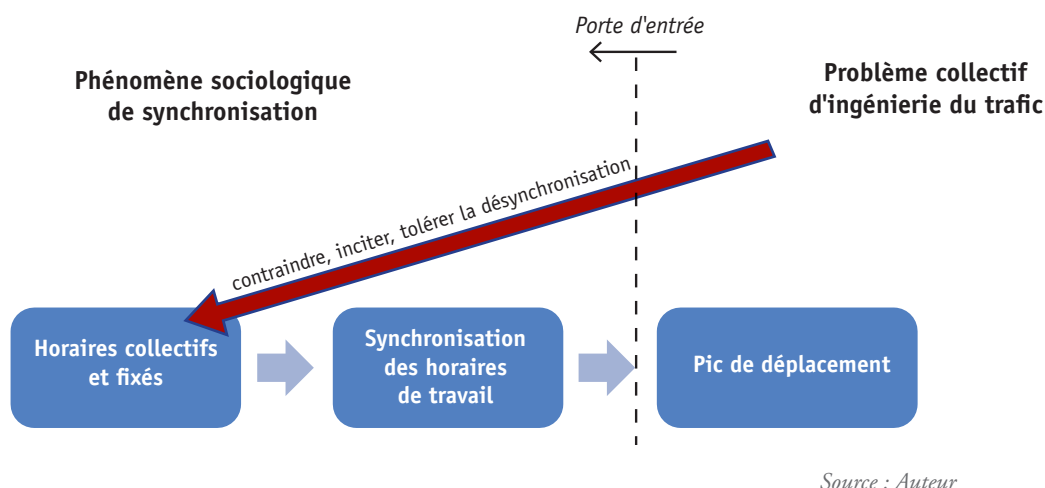 Porte d'entrée
Phénomène sociologique
de synchronisation
Problème collectif
d'ingénierie du trafic
contraindre, inciter, tolérer la désynchronisation
Horaires collectifs
et fixés
Synchronisation
des horaires
de travail
Pic de déplacement
Source : Auteur